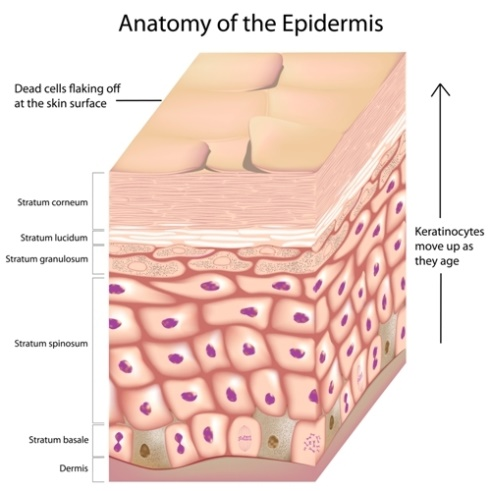 Anatomy of the Epidermis
Dead cells flaking off
at the skin surface
Stratum corneum
Stratum lucidum
Stratum granulosum
Stratum spinosum
Stratum basale
Dermis
Keratinocytes
move up as
they age